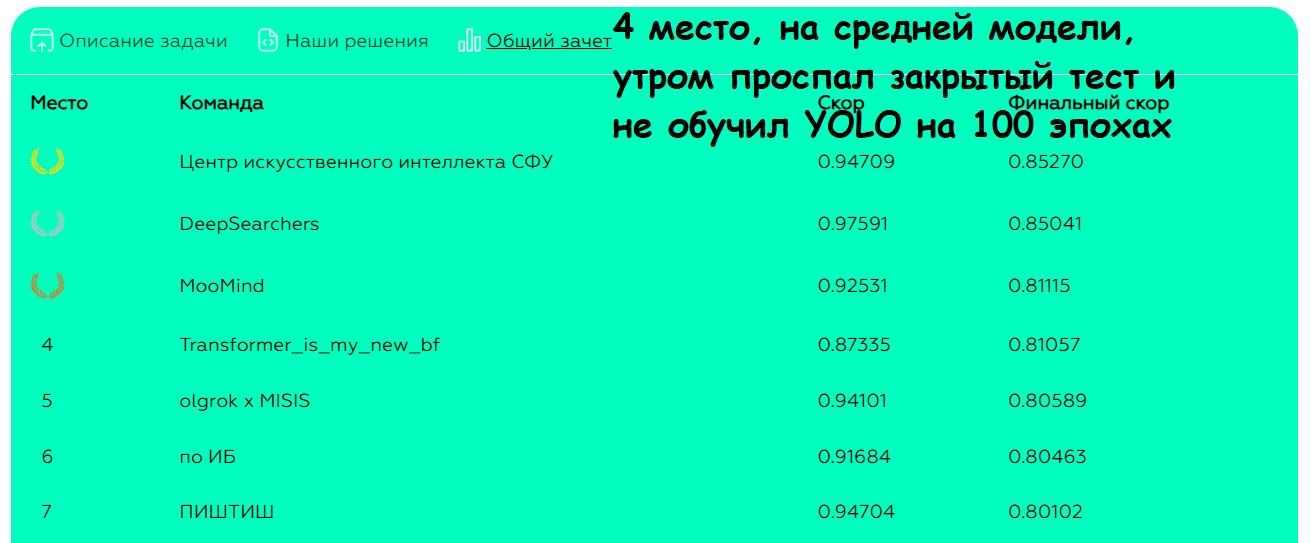 Описание задачи Наши решения Общий зачет
4 место, на средней модели,
утром проспал закрытый тест и
не обучил YOLO на 100 эпохах
Место Команда Скор Финальный скор
Центр искусственного интеллекта СФУ 0.94709 0.85270
DeepSearchers 0.97591 0.85041
MooMind 0.92531 0.81115
4 Transformer_is_my_new_bf 0.87335 0.81057
5 olgrok x MISIS 0.94101 0.80589
6 по ИБ 0.91684 0.80463
7 ПИШТИШ 0.94704 0.80102